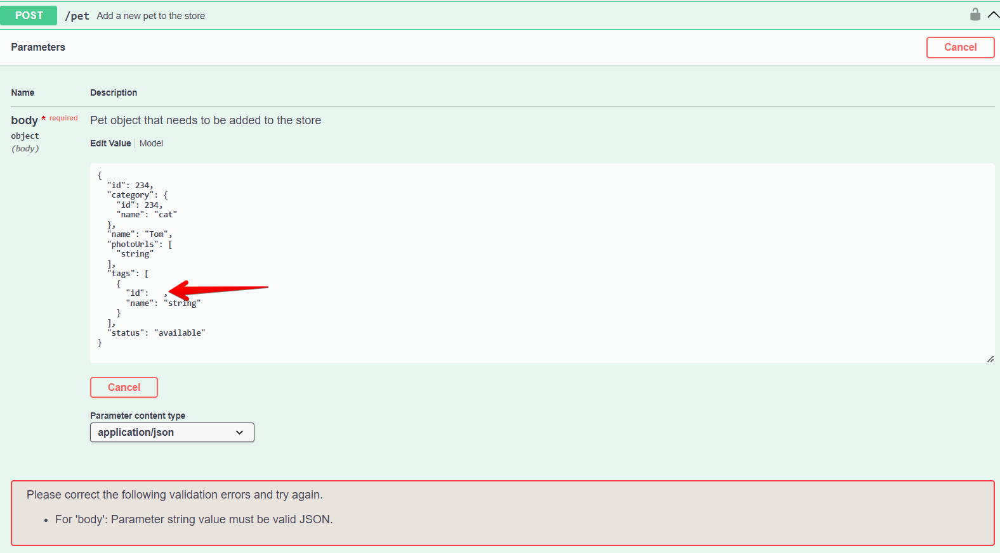 POST /pet Add a new pet to the store
Parameters
Cancel
Name Description
body * required Pet object that needs to be added to the store
object
(body)
Edit Value | Model
{
  "id": 234,
  "category": {
    "id": 234,
    "name": "cat"
  },
  "name": "Tom",
  "photoUrls": [
    "string"
  ],
  "tags": [
    {
      "id":   ,
      "name": "string"
    }
  ],
  "status": "available"
}
Cancel
Parameter content type
application/json
Please correct the following validation errors and try again.
• For 'body': Parameter string value must be valid JSON.